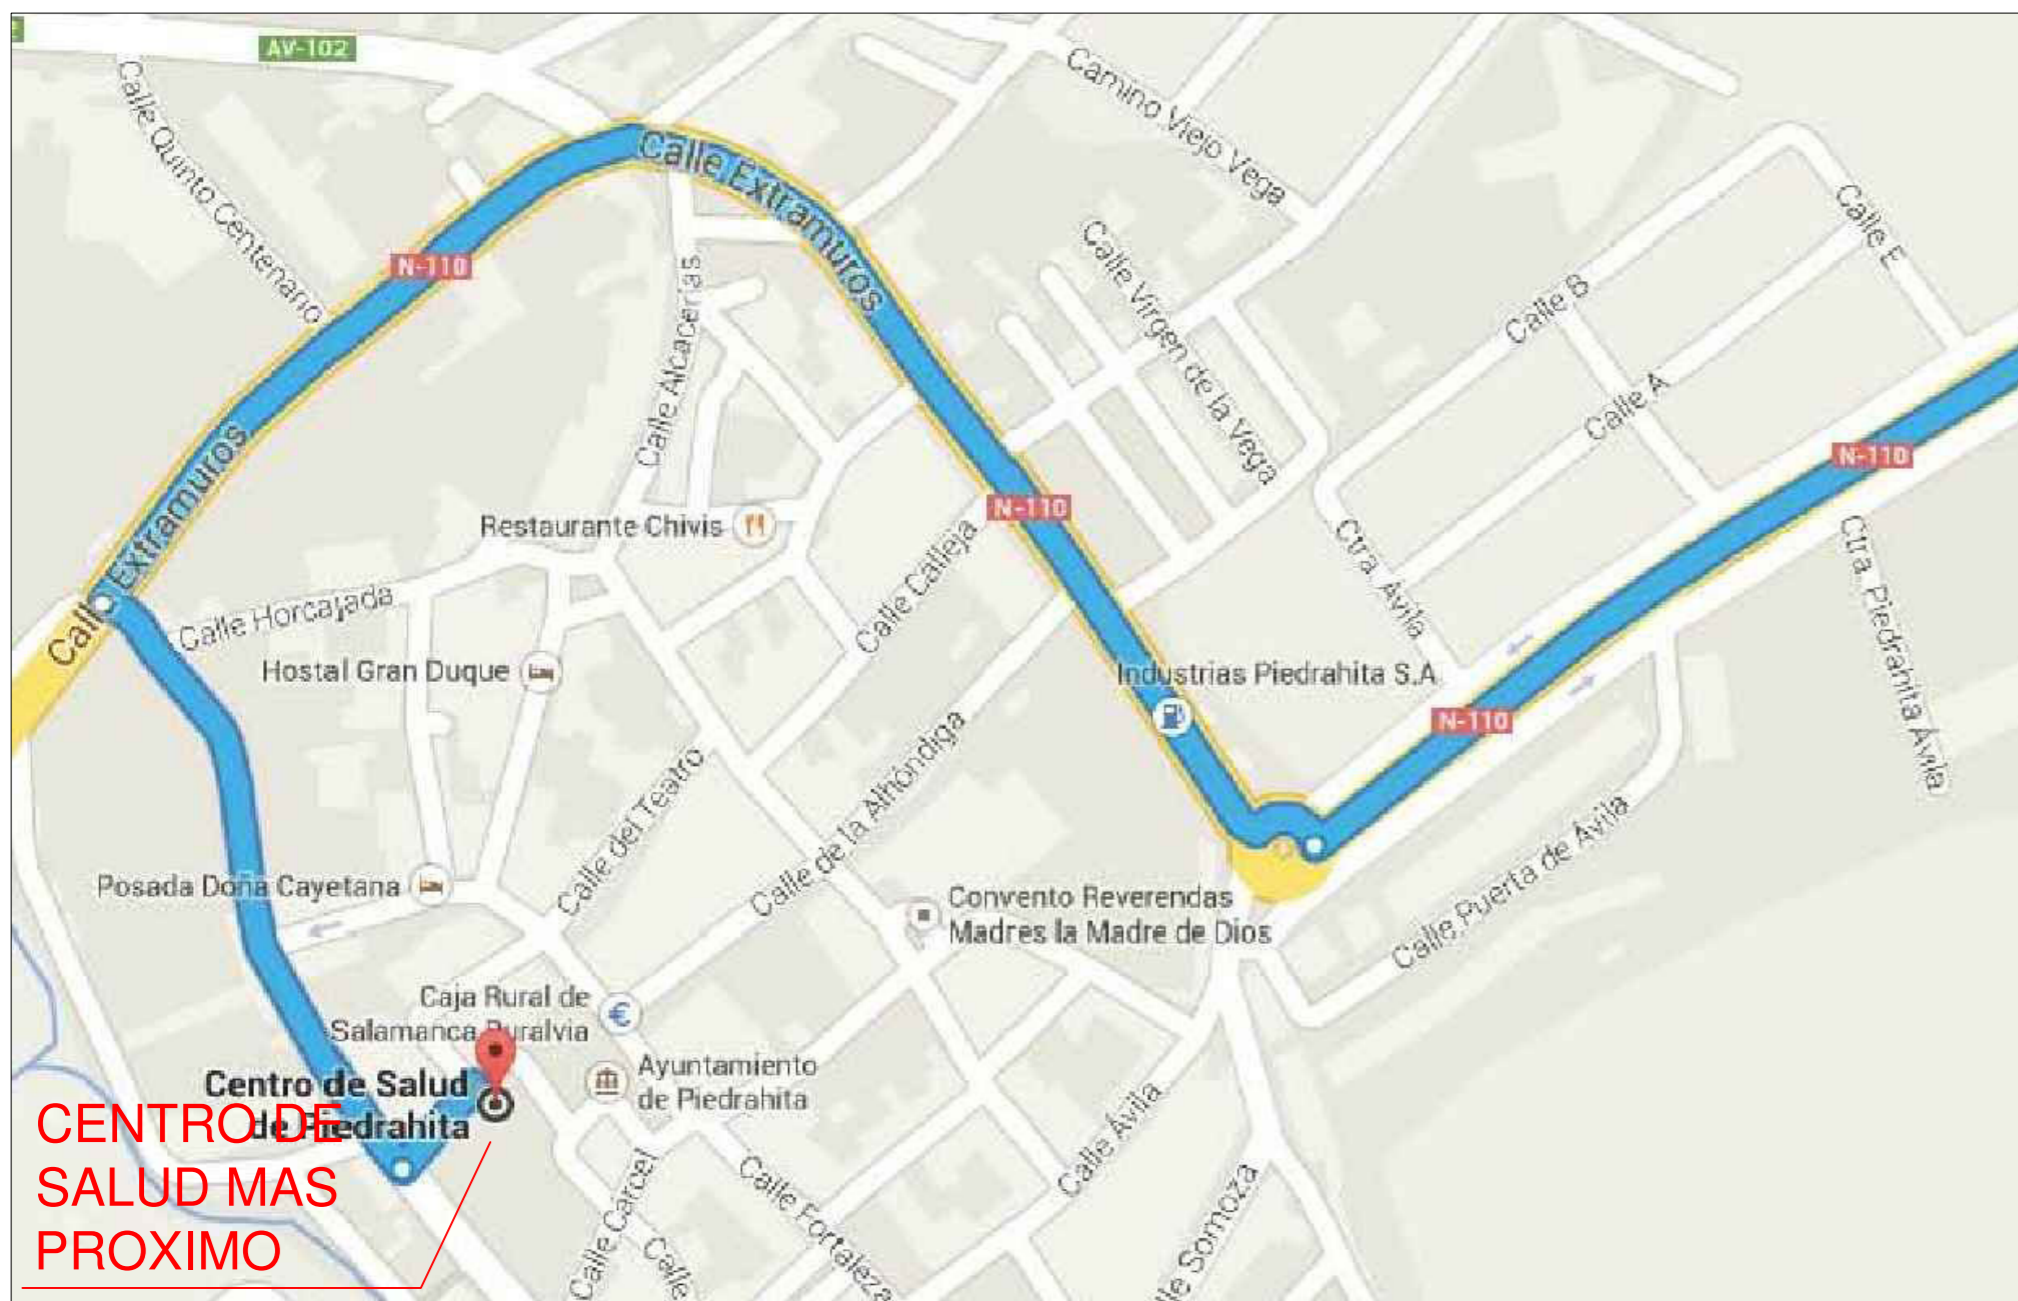 AV-102
Calle Quinto Centenario
Camino Viejo Vega
Calle Extramuros
Calle E
N-110
Calle Virgen de la Vega
Calle B
Calle Alcacerías
Calle A
N-110
Extramuros
N-110
Restaurante Chivis
Calle Calleja
Ctra. Ávila
Ctra. Piedrahita Ávila
Calle Horcajada
Calle
Hostal Gran Duque
Industrias Piedrahita S.A.
N-110
Calle del Teatro
Calle de la Alhóndiga
Calle Puerta de Ávila
Posada Doña Cayetana
Convento Reverendas
Madres la Madre de Dios
Caja Rural de
Salamanca Ruralvia
Ayuntamiento
de Piedrahita
Centro de Salud
de Piedrahita
CENTRO DE
SALUD MAS
PROXIMO
Calle Ávila
Calle Cárcel
Calle Fortaleza
Calle
lle Somoza